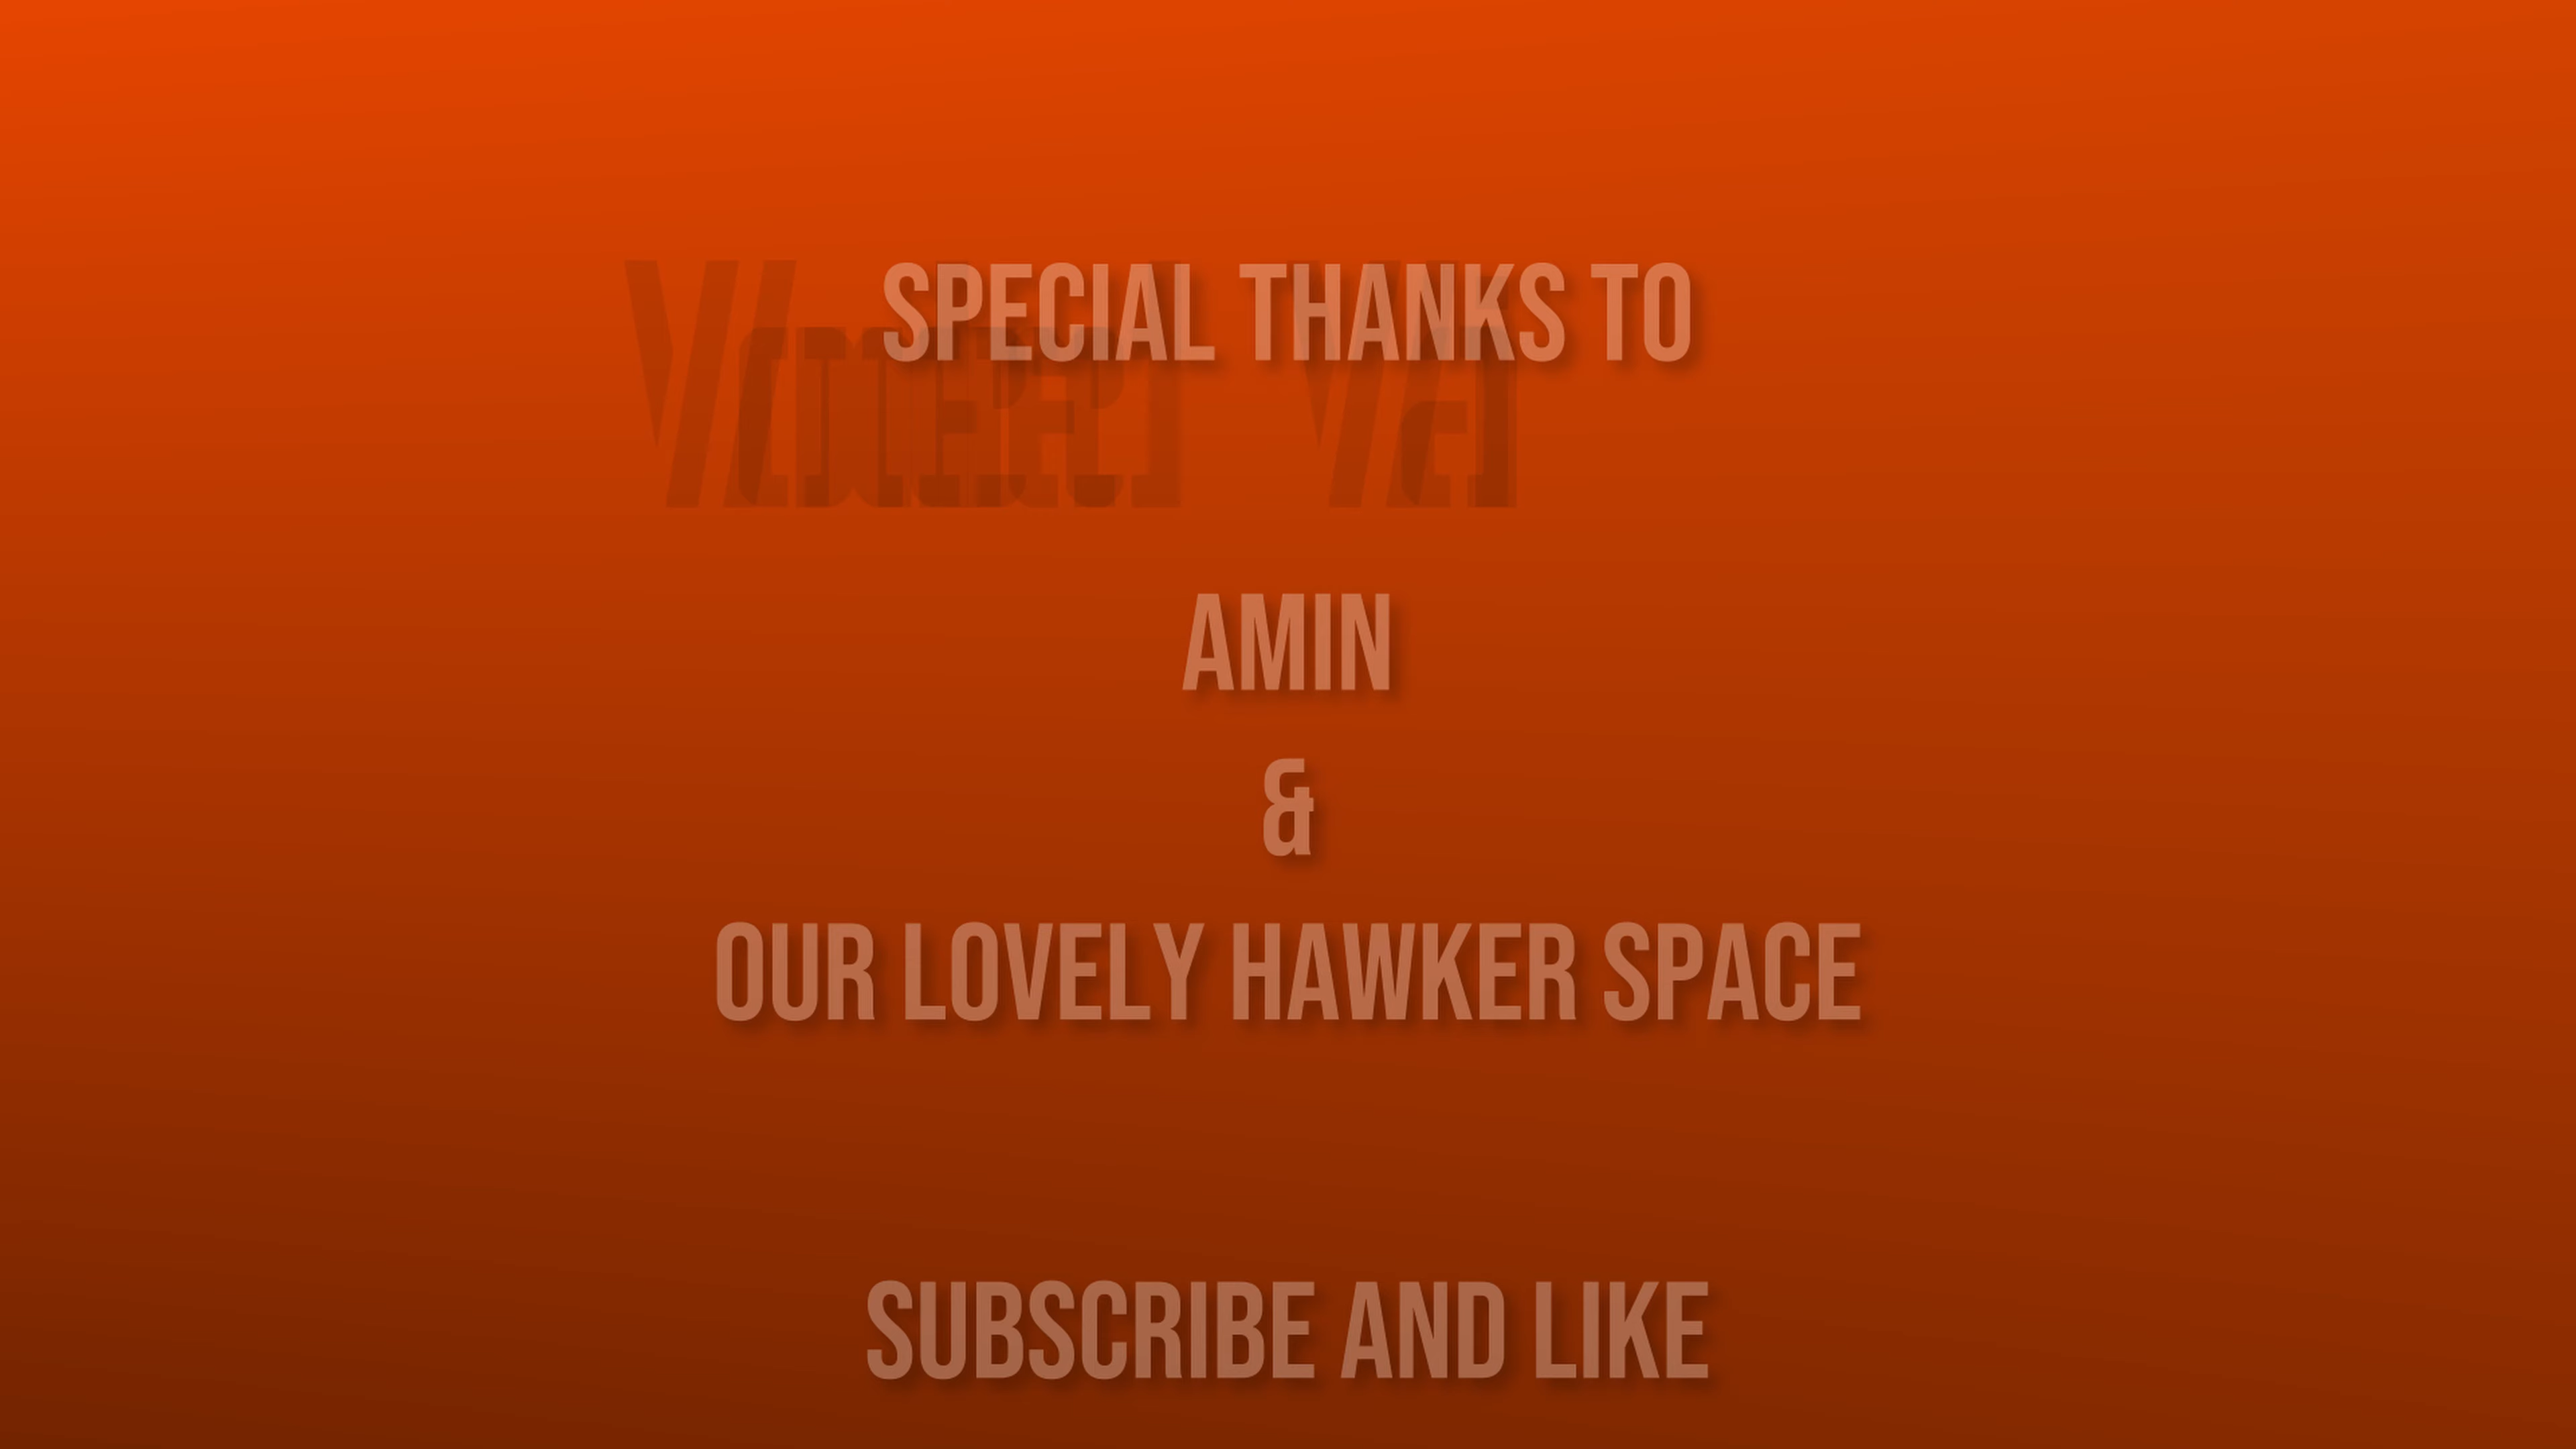 SPECIAL THANKS TO
AMIN
&
OUR LOVELY HAWKER SPACE
SUBSCRIBE AND LIKE